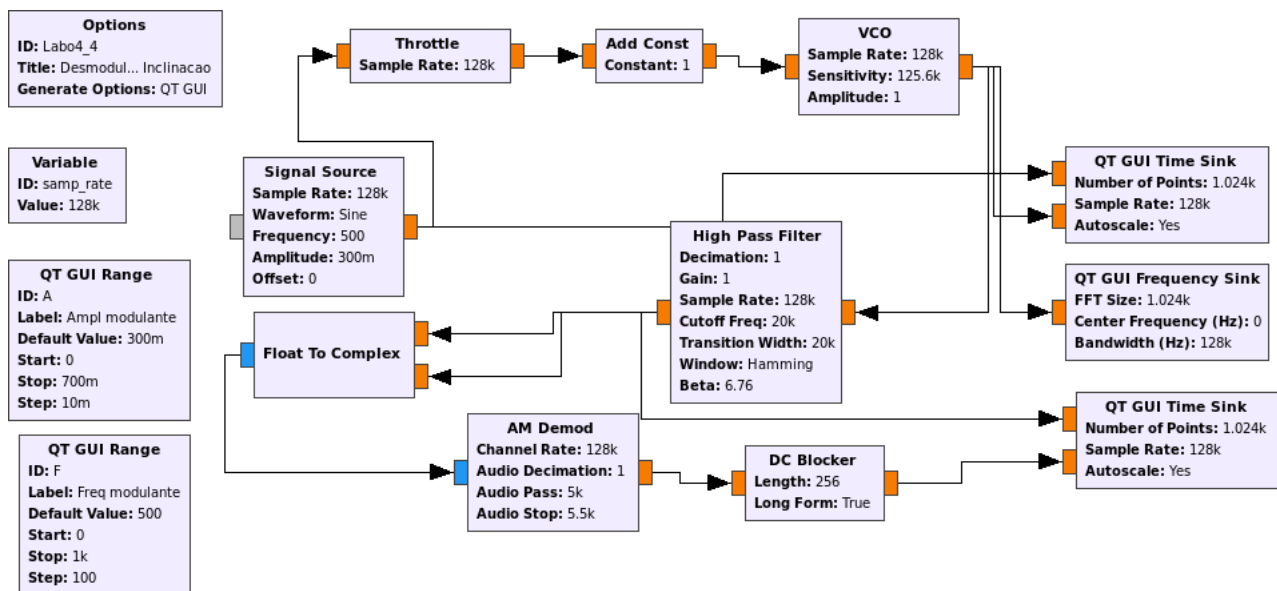 Options
ID: Labo4_4
Title: Desmodul... Inclinacao
Generate Options: QT GUI
Throttle
Sample Rate: 128k
Add Const
Constant: 1
VCO
Sample Rate: 128k
Sensitivity: 125.6k
Amplitude: 1
Variable
ID: samp_rate
Value: 128k
Signal Source
Sample Rate: 128k
Waveform: Sine
Frequency: 500
Amplitude: 300m
Offset: 0
QT GUI Time Sink
Number of Points: 1.024k
Sample Rate: 128k
Autoscale: Yes
QT GUI Range
ID: A
Label: Ampl modulante
Default Value: 300m
Start: 0
Stop: 700m
Step: 10m
Float To Complex
High Pass Filter
Decimation: 1
Gain: 1
Sample Rate: 128k
Cutoff Freq: 20k
Transition Width: 20k
Window: Hamming
Beta: 6.76
QT GUI Frequency Sink
FFT Size: 1.024k
Center Frequency (Hz): 0
Bandwidth (Hz): 128k
QT GUI Time Sink
Number of Points: 1.024k
Sample Rate: 128k
Autoscale: Yes
QT GUI Range
ID: F
Label: Freq modulante
Default Value: 500
Start: 0
Stop: 1k
Step: 100
AM Demod
Channel Rate: 128k
Audio Decimation: 1
Audio Pass: 5k
Audio Stop: 5.5k
DC Blocker
Length: 256
Long Form: True